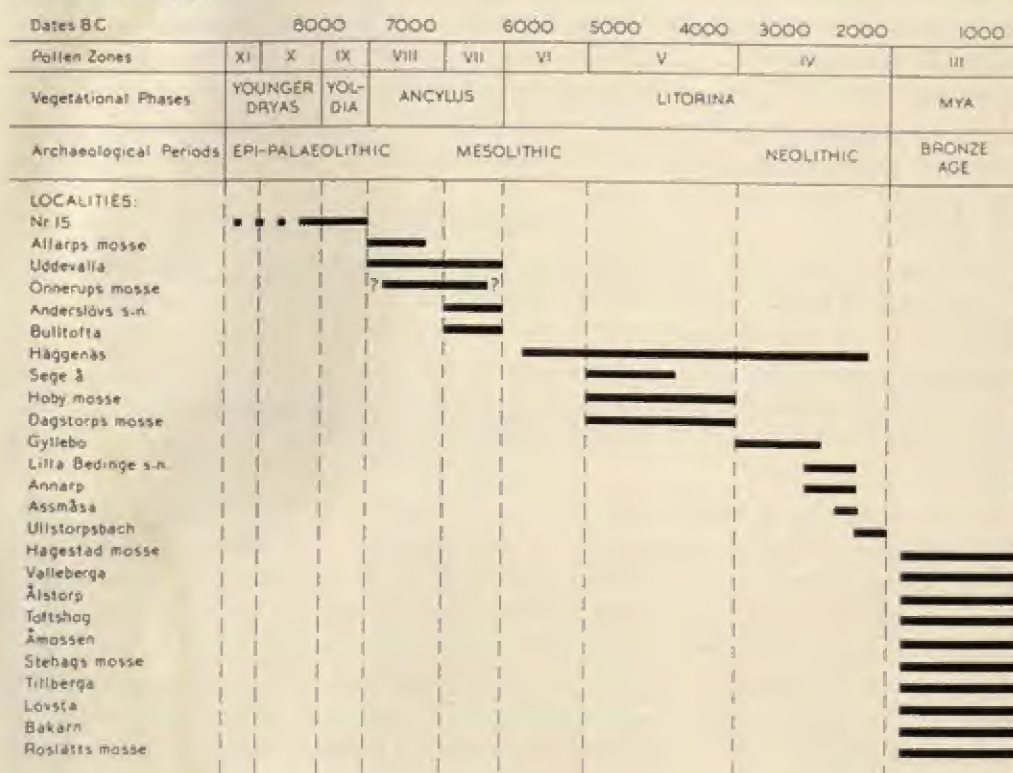 Dates BC 8000 7000 6000 5000 4000 3000 2000 1000
Pollen Zones XI X IX VIII VII VI V IV III
Vegetational Phases YOUNGER DRYAS YOL-DIA ANCYLUS LITORINA MYA
Archaeological Periods EPI-PALAEOLITHIC MESOLITHIC NEOLITHIC BRONZE AGE
LOCALITIES:
Nr 15
Allarps mosse
Uddevalla
Önnerups mosse ? ?
Anderslövs s-n
Bulltofta
Häggenäs
Sege å
Hoby mosse
Dagstorps mosse
Gyllebo
Lilla Bedinge s-n.
Annarp
Assmåsa
Ullstorpsbach
Hagestad mosse
Valleberga
Ålstorp
Toftshög
Åmossen
Stehags mosse
Tillberga
Lovsta
Bakarn
Roslätts mosse